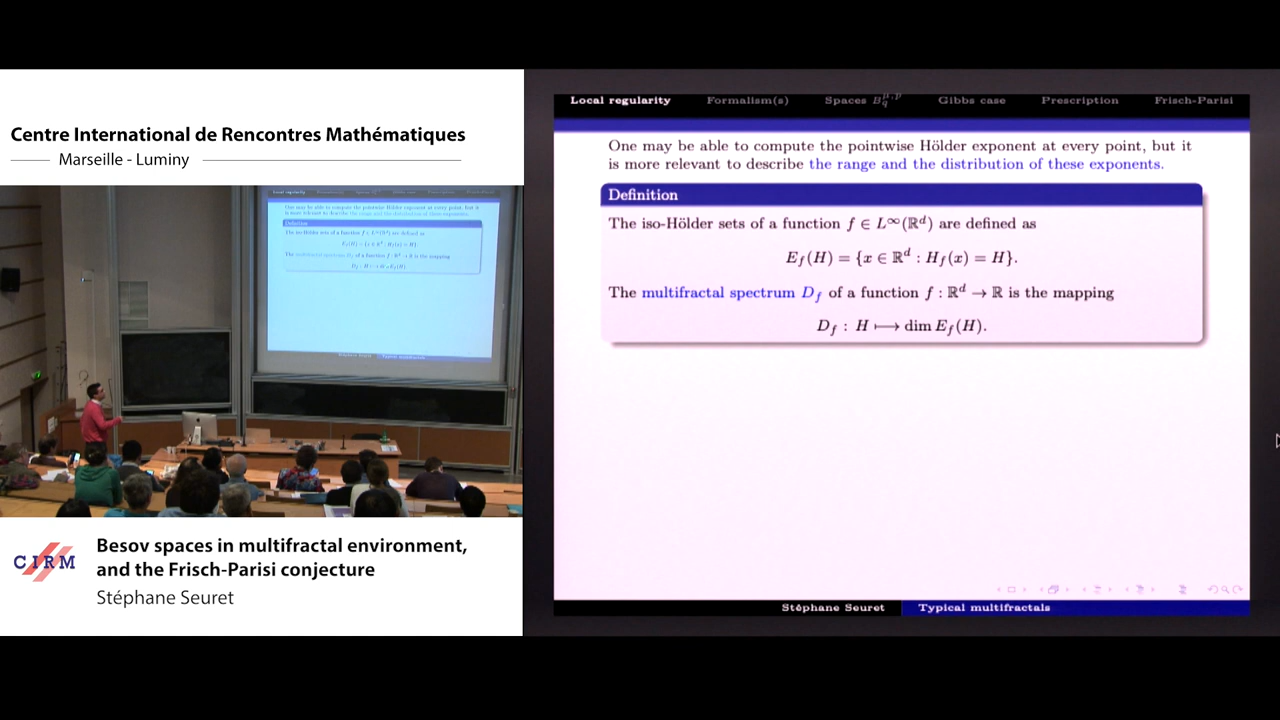 Centre International de Rencontres Mathématiques
Marseille - Luminy
CIRM
Besov spaces in multifractal environment,
and the Frisch-Parisi conjecture
Stéphane Seuret
Local regularity Formalism(s) Spaces B_q^{μ,p} Gibbs case Prescription Frisch-Parisi
One may be able to compute the pointwise Hölder exponent at every point, but it
is more relevant to describe the range and the distribution of these exponents.
Definition
The iso-Hölder sets of a function f ∈ L^∞(ℝ^d) are defined as
E_f(H) = {x ∈ ℝ^d : H_f(x) = H}.
The multifractal spectrum D_f of a function f : ℝ^d → ℝ is the mapping
D_f : H ⟼ dim E_f(H).
Stéphane Seuret Typical multifractals